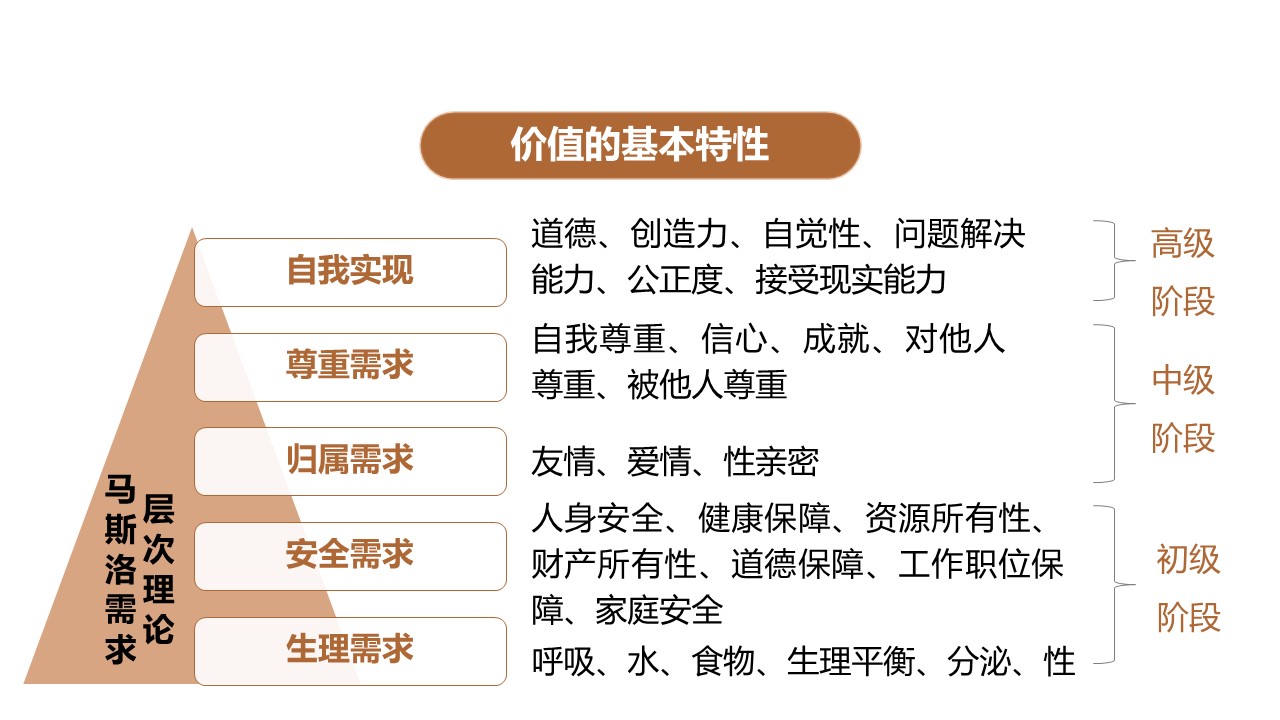 价值的基本特性
自我实现
道德、创造力、自觉性、问题解决
能力、公正度、接受现实能力
高级
阶段
尊重需求
自我尊重、信心、成就、对他人
尊重、被他人尊重
中级
阶段
归属需求
友情、爱情、性亲密
安全需求
人身安全、健康保障、资源所有性、
财产所有性、道德保障、工作职位保
障、家庭安全
初级
阶段
生理需求
呼吸、水、食物、生理平衡、分泌、性
马斯洛需求
层次理论